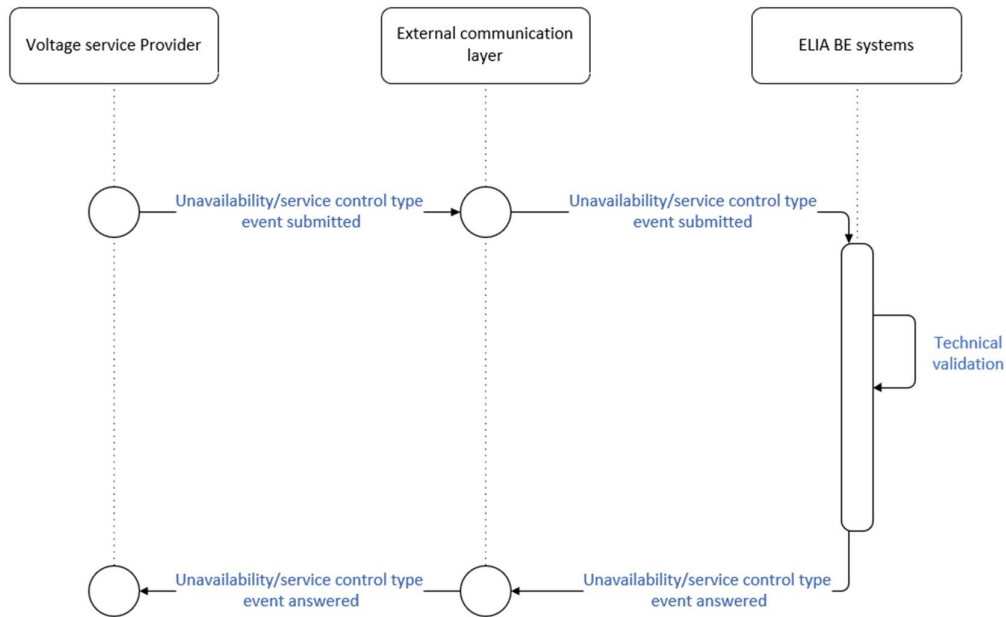 Voltage service Provider
External communication
layer
ELIA BE systems
Unavailability/service control type
event submitted
Unavailability/service control type
event submitted
Technical
validation
Unavailability/service control type
event answered
Unavailability/service control type
event answered